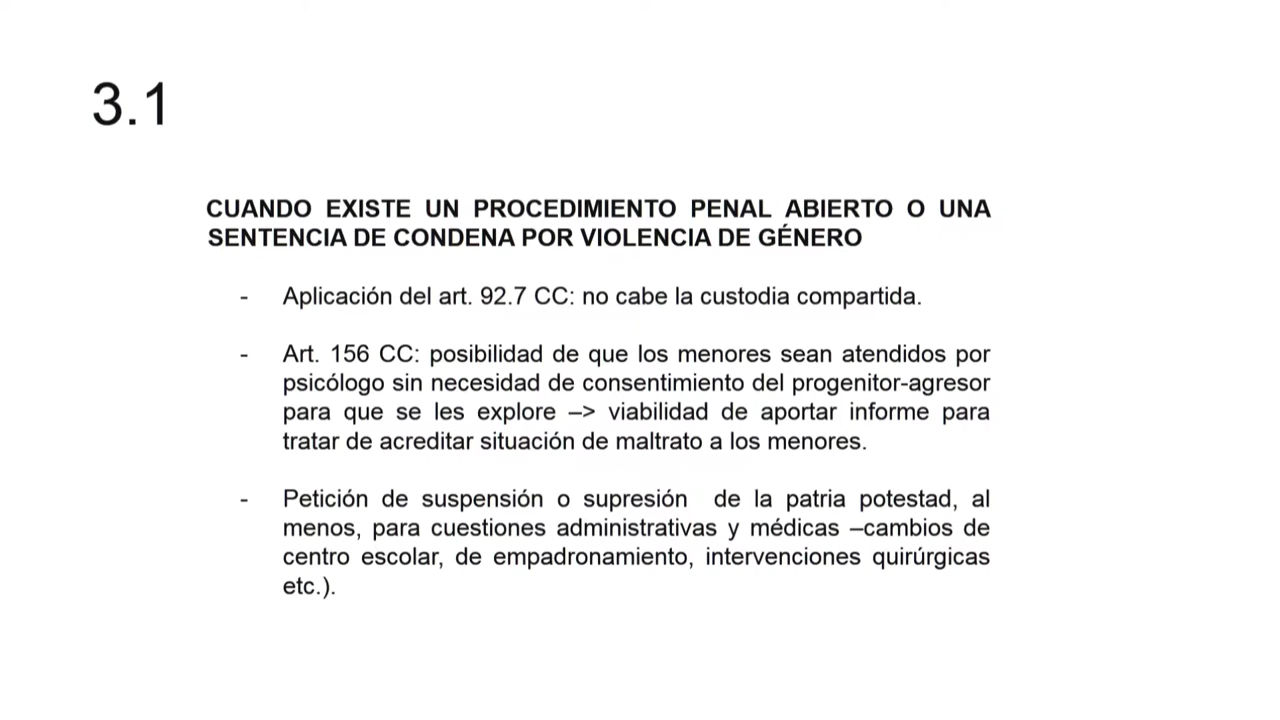 3.1
CUANDO EXISTE UN PROCEDIMIENTO PENAL ABIERTO O UNA
SENTENCIA DE CONDENA POR VIOLENCIA DE GÉNERO
- Aplicación del art. 92.7 CC: no cabe la custodia compartida.
- Art. 156 CC: posibilidad de que los menores sean atendidos por
psicólogo sin necesidad de consentimiento del progenitor-agresor
para que se les explore –> viabilidad de aportar informe para
tratar de acreditar situación de maltrato a los menores.
- Petición de suspensión o supresión de la patria potestad, al
menos, para cuestiones administrativas y médicas –cambios de
centro escolar, de empadronamiento, intervenciones quirúrgicas
etc.).